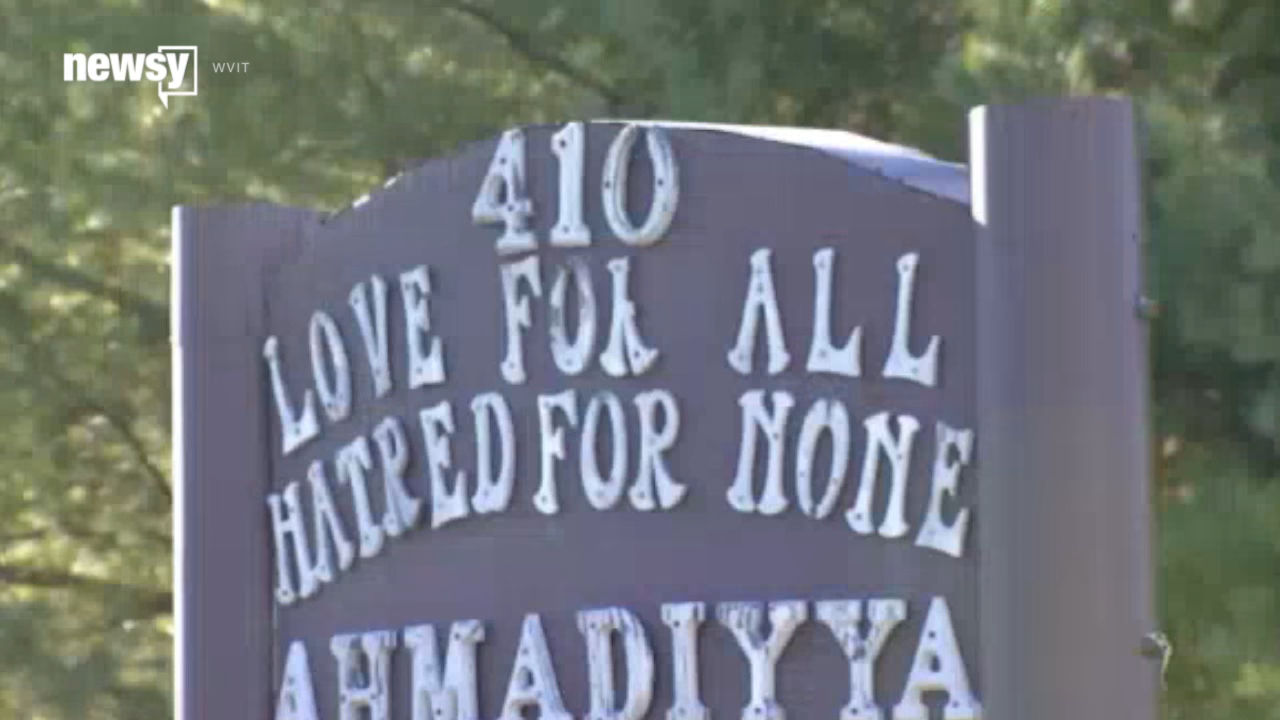 newsy WVIT
410
LOVE FOR ALL
HATRED FOR NONE
AHMADIYYA